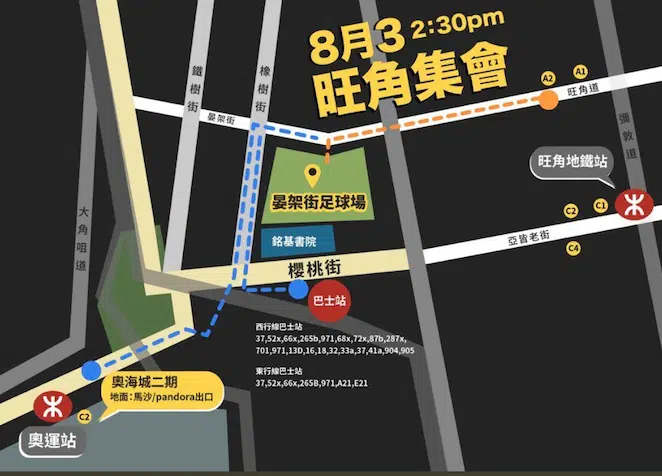 8月3 2:30pm
旺角集會
A2
A1
旺角道
鐵樹街
橡樹街
晏架街
彌敦道
旺角地鐵站
晏架街足球場
大角咀道
C2
C1
銘基書院
亞皆老街
C4
櫻桃街
巴士站
西行線巴士站
37,52x,66x,265b,971,68x,72x,87b,287x,
701,971,13D,16,18,32,33a,37,41a,904,905
東行線巴士站
37,52x,66x,265B,971,A21,E21
奧海城二期
地面：馬沙/pandora出口
C2
奧運站